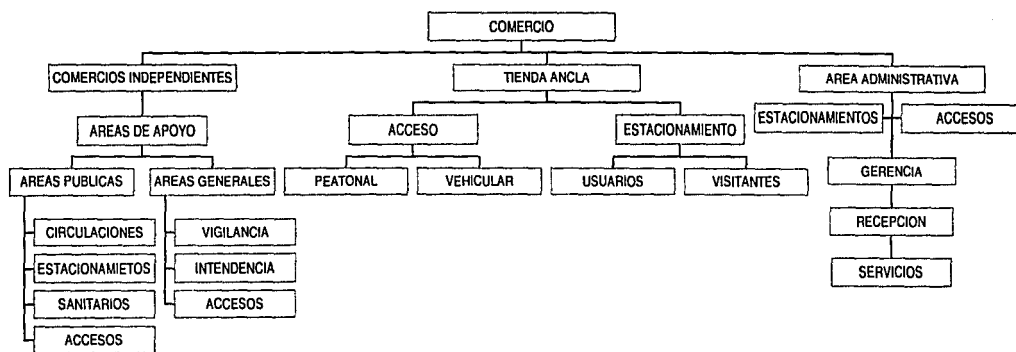 COMERCIO
COMERCIOS INDEPENDIENTES
TIENDA ANCLA
AREA ADMINISTRATIVA
AREAS DE APOYO
ACCESO
ESTACIONAMIENTO
ESTACIONAMIENTOS
ACCESOS
AREAS PUBLICAS
AREAS GENERALES
PEATONAL
VEHICULAR
USUARIOS
VISITANTES
GERENCIA
CIRCULACIONES
VIGILANCIA
RECEPCION
ESTACIONAMIETOS
INTENDENCIA
SERVICIOS
SANITARIOS
ACCESOS
ACCESOS